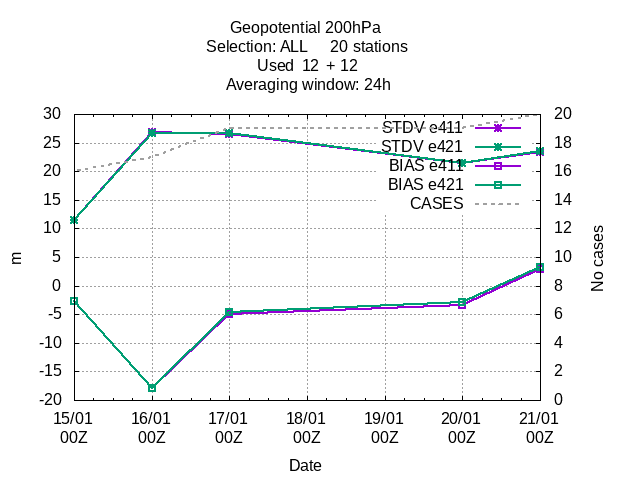 Geopotential 200hPa
Selection: ALL 20 stations
Used 12 + 12
Averaging window: 24h
30
25
20
15
10
5
0
-5
-10
-15
-20
m
20
18
16
14
12
10
8
6
4
2
0
No cases
STDV e411
STDV e421
BIAS e411
BIAS e421
CASES
15/01 16/01 17/01 18/01 19/01 20/01 21/01
00Z 00Z 00Z 00Z 00Z 00Z 00Z
Date